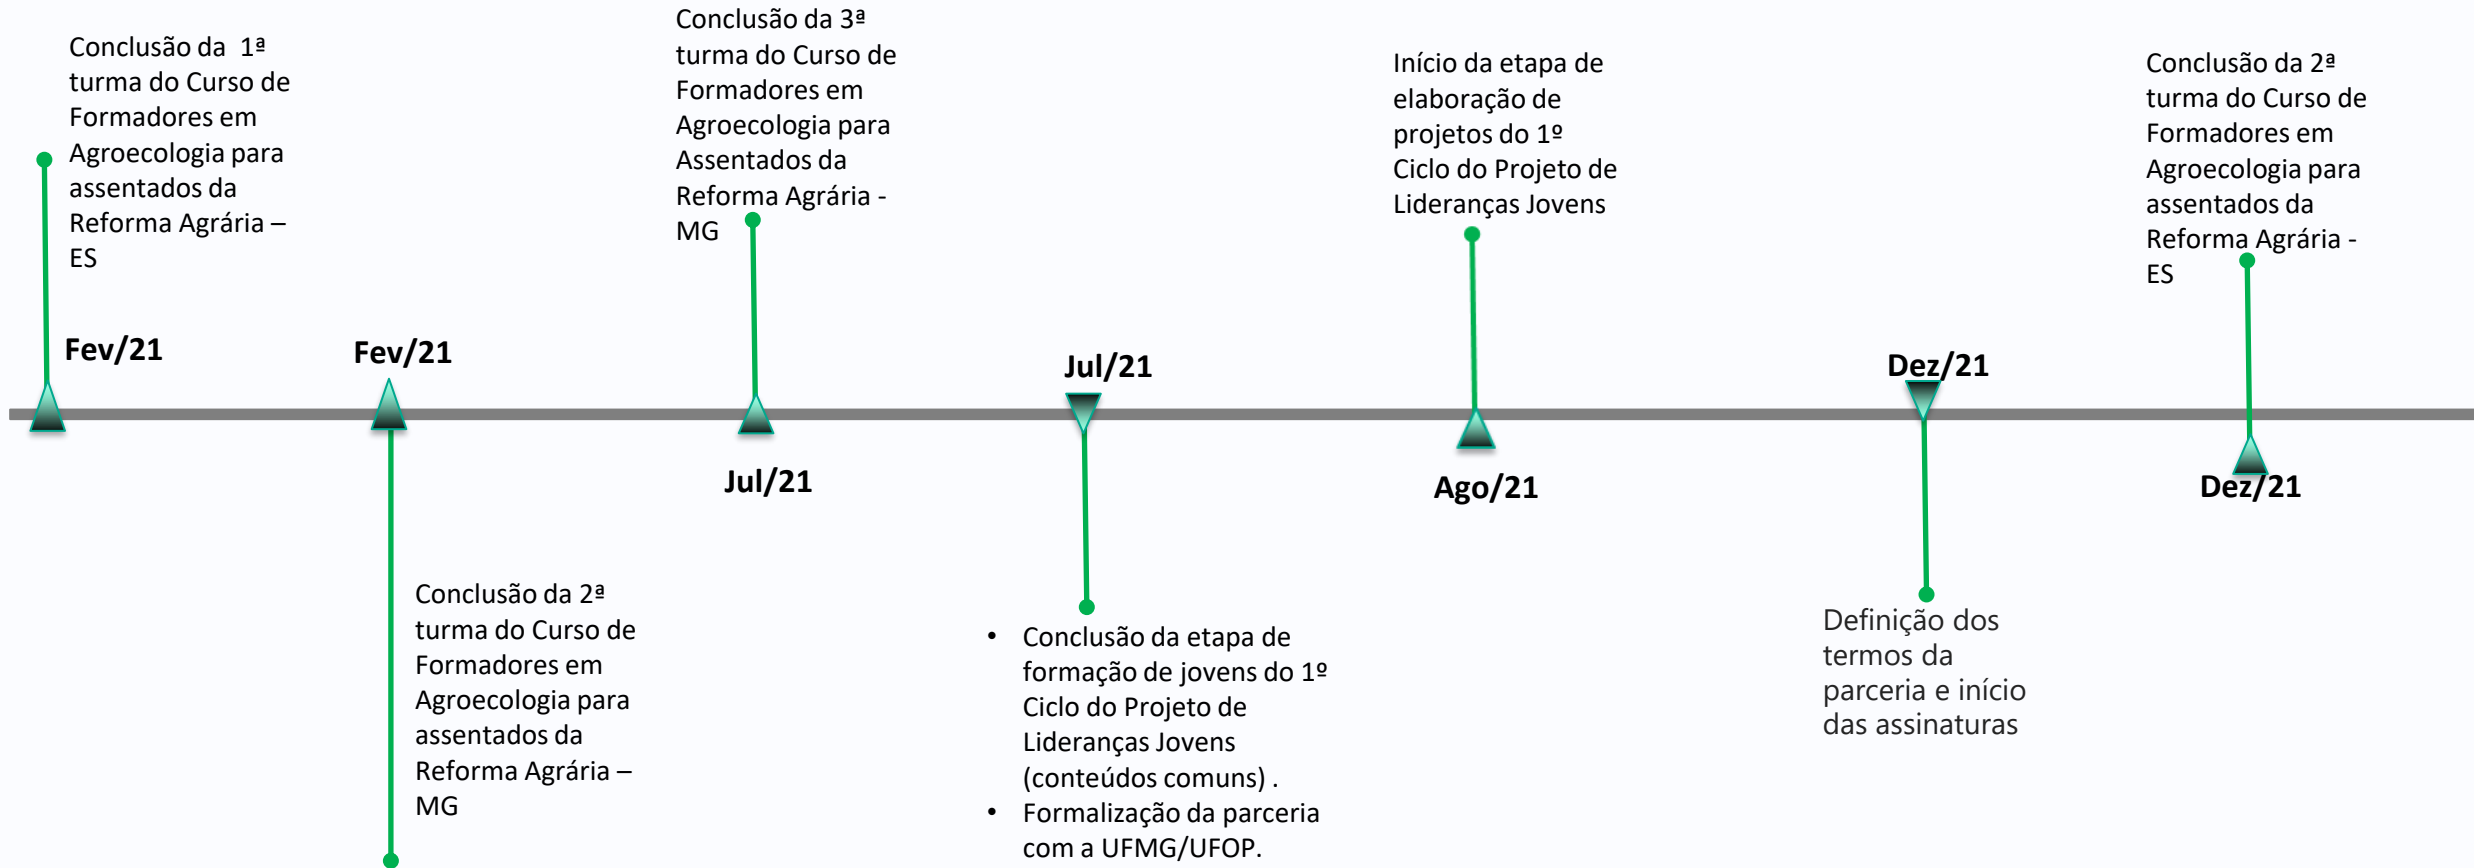 Conclusão da 1ª
turma do Curso de
Formadores em
Agroecologia para
assentados da
Reforma Agrária –
ES
Fev/21
Fev/21
Conclusão da 2ª
turma do Curso de
Formadores em
Agroecologia para
assentados da
Reforma Agrária –
MG
Conclusão da 3ª
turma do Curso de
Formadores em
Agroecologia para
Assentados da
Reforma Agrária -
MG
Jul/21
Jul/21
• Conclusão da etapa de
formação de jovens do 1º
Ciclo do Projeto de
Lideranças Jovens
(conteúdos comuns) .
• Formalização da parceria
com a UFMG/UFOP.
Início da etapa de
elaboração de
projetos do 1º
Ciclo do Projeto de
Lideranças Jovens
Ago/21
Dez/21
Definição dos
termos da
parceria e início
das assinaturas
Conclusão da 2ª
turma do Curso de
Formadores em
Agroecologia para
assentados da
Reforma Agrária -
ES
Dez/21